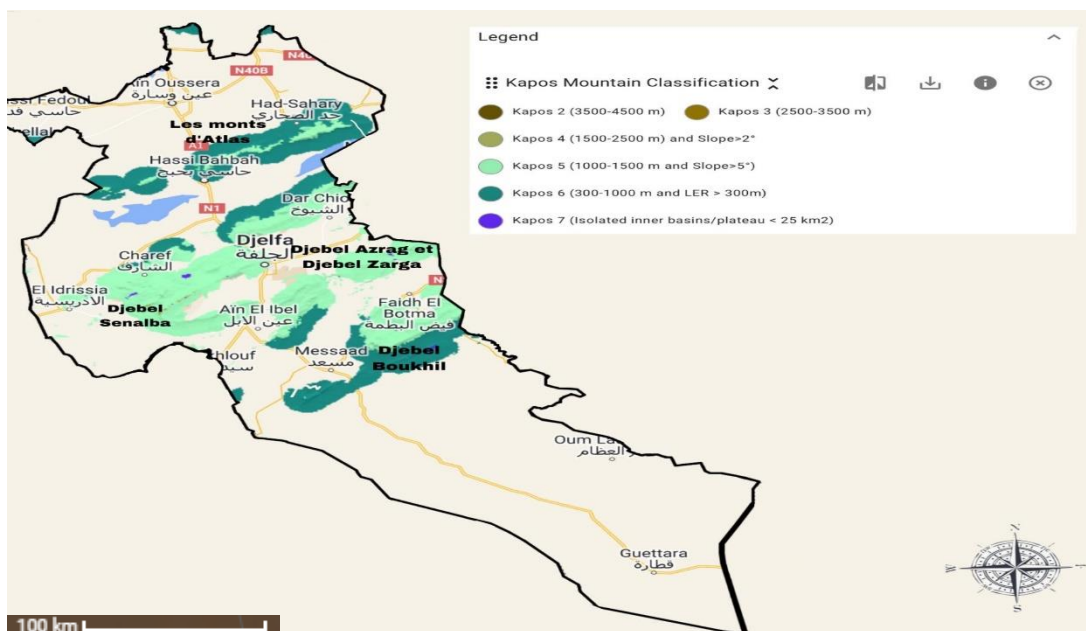 Legend
Kapos Mountain Classification
Kapos 2 (3500-4500 m)
Kapos 3 (2500-3500 m)
Kapos 4 (1500-2500 m) and Slope>2°
Kapos 5 (1000-1500 m and Slope>5°)
Kapos 6 (300-1000 m and LER > 300m)
Kapos 7 (Isolated inner basins/plateau < 25 km2)
N40B
Oussera
عين وسارة
Had-Sahary
حد الصحاري
Les monts
d'Atlas
A1
Hassi Bahbah
حاسي بحبح
N1
Dar Chio
الشيوخ
Djelfa
الجلفة
Djebel Azrag et
Djebel Zarga
Charef
الشارف
El Idrissia
الادريسية
Djebel
Senalba
Aïn El Ibel
عين الابل
Faidh El
Botma
فيض البطمة
Messaad
مسعد
Djebel
Boukhil
Oum La
العظام
Guettara
قطارة
N
W
E
S
100 km